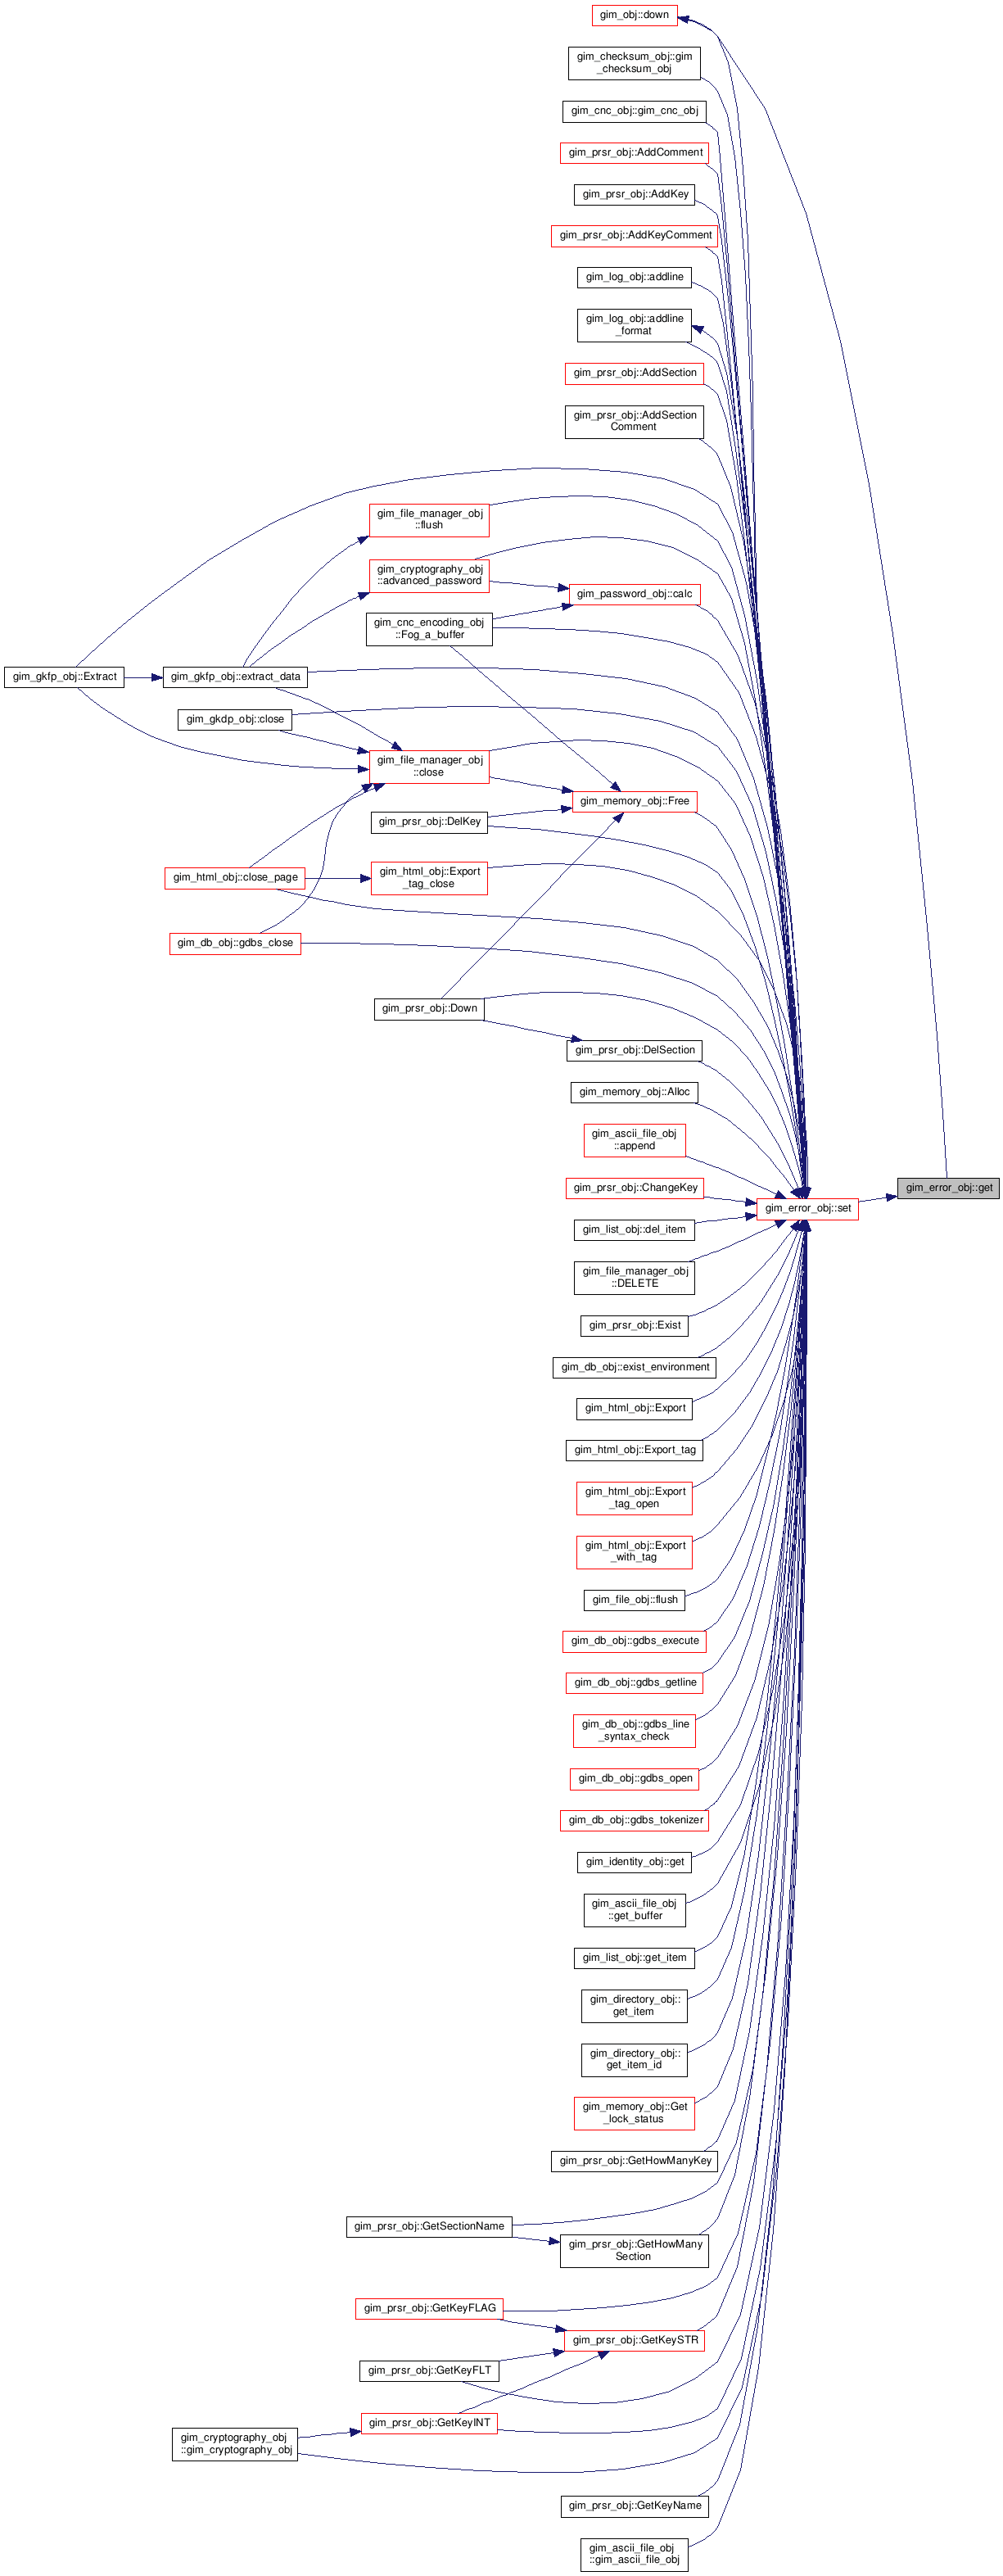 gim_obj::down
gim_checksum_obj::gim
_checksum_obj
gim_cnc_obj::gim_cnc_obj
gim_prsr_obj::AddComment
gim_prsr_obj::AddKey
gim_prsr_obj::AddKeyComment
gim_log_obj::addline
gim_log_obj::addline
_format
gim_prsr_obj::AddSection
gim_prsr_obj::AddSection
Comment
gim_file_manager_obj
::flush
gim_cryptography_obj
::advanced_password
gim_password_obj::calc
gim_cnc_encoding_obj
::Fog_a_buffer
gim_gkfp_obj::Extract
gim_gkfp_obj::extract_data
gim_gkdp_obj::close
gim_file_manager_obj
::close
gim_memory_obj::Free
gim_prsr_obj::DelKey
gim_html_obj::close_page
gim_html_obj::Export
_tag_close
gim_db_obj::gdbs_close
gim_prsr_obj::Down
gim_prsr_obj::DelSection
gim_memory_obj::Alloc
gim_ascii_file_obj
::append
gim_prsr_obj::ChangeKey
gim_error_obj::get
gim_error_obj::set
gim_list_obj::del_item
gim_file_manager_obj
::DELETE
gim_prsr_obj::Exist
gim_db_obj::exist_environment
gim_html_obj::Export
gim_html_obj::Export_tag
gim_html_obj::Export
_tag_open
gim_html_obj::Export
_with_tag
gim_file_obj::flush
gim_db_obj::gdbs_execute
gim_db_obj::gdbs_getline
gim_db_obj::gdbs_line
_syntax_check
gim_db_obj::gdbs_open
gim_db_obj::gdbs_tokenizer
gim_identity_obj::get
gim_ascii_file_obj
::get_buffer
gim_list_obj::get_item
gim_directory_obj::
get_item
gim_directory_obj::
get_item_id
gim_memory_obj::Get
_lock_status
gim_prsr_obj::GetHowManyKey
gim_prsr_obj::GetSectionName
gim_prsr_obj::GetHowMany
Section
gim_prsr_obj::GetKeyFLAG
gim_prsr_obj::GetKeySTR
gim_prsr_obj::GetKeyFLT
gim_prsr_obj::GetKeyINT
gim_cryptography_obj
::gim_cryptography_obj
gim_prsr_obj::GetKeyName
gim_ascii_file_obj
::gim_ascii_file_obj